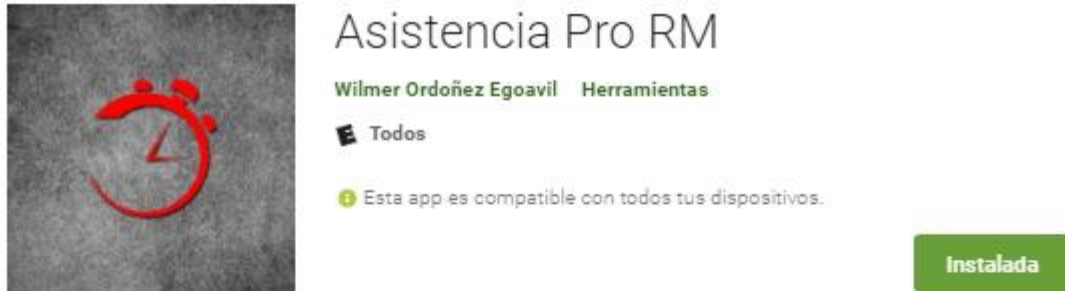 Asistencia Pro RM
Wilmer Ordoñez Egoavil Herramientas
E Todos
Esta app es compatible con todos tus dispositivos.
Instalada